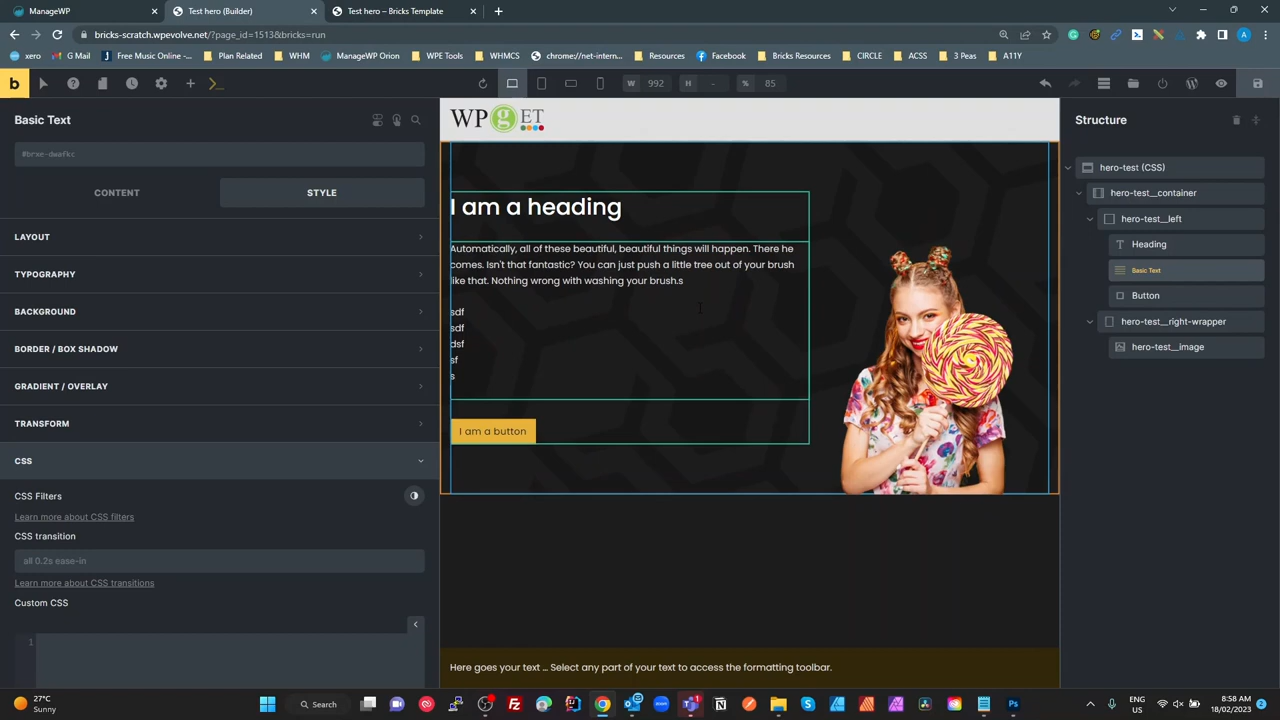 ManageWP
Test hero (Builder)
Test hero – Bricks Template
bricks-scratch.wpevolve.net/?page_id=1513&bricks=run
xero
G Mail
Free Music Online -...
Plan Related
WHM
ManageWP Orion
WPE Tools
WHMCS
chrome://net-intern...
Resources
Facebook
Bricks Resources
CIRCLE
ACSS
3 Peas
A11Y
b
W 992
H -
% 85
Basic Text
#brxe-dwafkc
CONTENT
STYLE
LAYOUT
TYPOGRAPHY
BACKGROUND
BORDER / BOX SHADOW
GRADIENT / OVERLAY
TRANSFORM
CSS
CSS Filters
Learn more about CSS filters
CSS transition
all 0.2s ease-in
Learn more about CSS transitions
Custom CSS
1
WP g ET
I am a heading
Automatically, all of these beautiful, beautiful things will happen. There he
comes. Isn't that fantastic? You can just push a little tree out of your brush
like that. Nothing wrong with washing your brush.s
sdf
sdf
dsf
sf
s
I am a button
Here goes your text ... Select any part of your text to access the formatting toolbar.
Structure
hero-test (CSS)
hero-test__container
hero-test__left
Heading
Basic Text
Button
hero-test__right-wrapper
hero-test__image
27°C
Sunny
Search
ENG
US
8:58 AM
18/02/2023